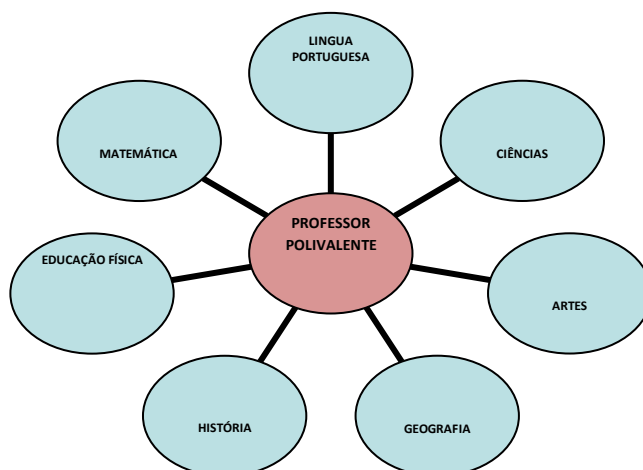 LINGUA
PORTUGUESA
MATEMÁTICA
CIÊNCIAS
PROFESSOR
POLIVALENTE
EDUCAÇÃO FÍSICA
ARTES
HISTÓRIA
GEOGRAFIA